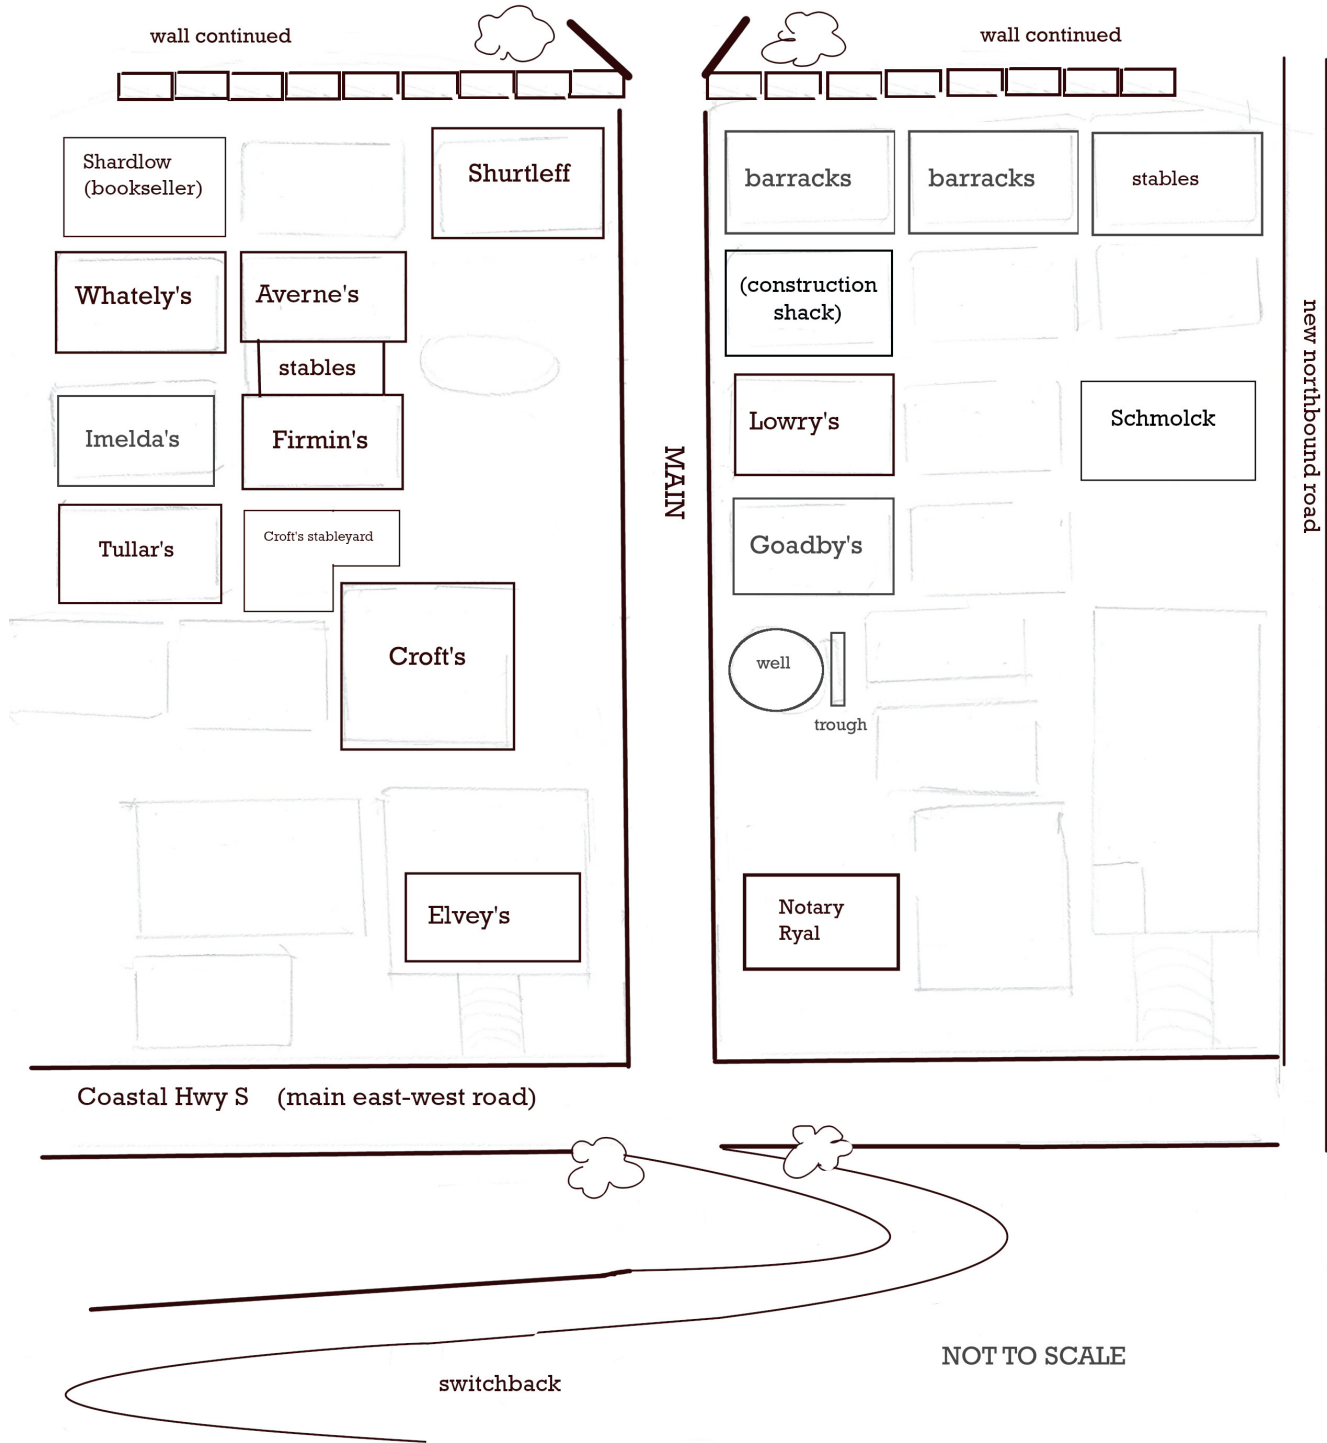 wall continued
wall continued
Shardlow
(bookseller)
Shurtleff
barracks
barracks
stables
Whately's
Averne's
(construction
shack)
stables
Imelda's
Firmin's
Lowry's
Schmolck
MAIN
new northbound road
Tullar's
Croft's stableyard
Goadby's
Croft's
well
trough
Elvey's
Notary
Ryal
Coastal Hwy S (main east-west road)
NOT TO SCALE
switchback